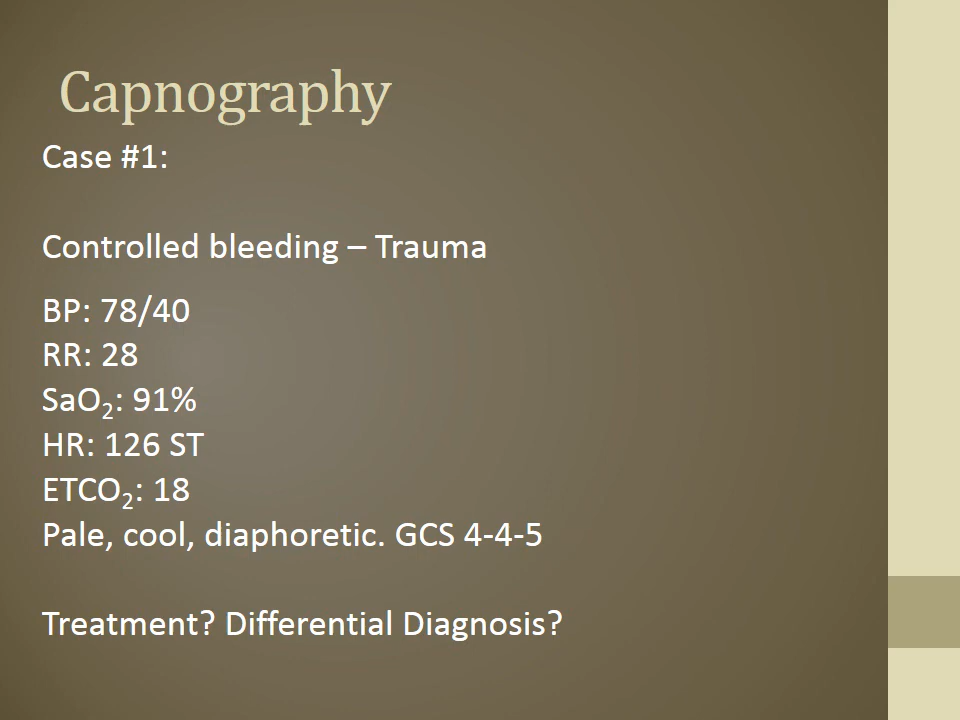 Capnography
Case #1:
Controlled bleeding – Trauma
BP: 78/40
RR: 28
SaO₂: 91%
HR: 126 ST
ETCO₂: 18
Pale, cool, diaphoretic. GCS 4-4-5
Treatment? Differential Diagnosis?